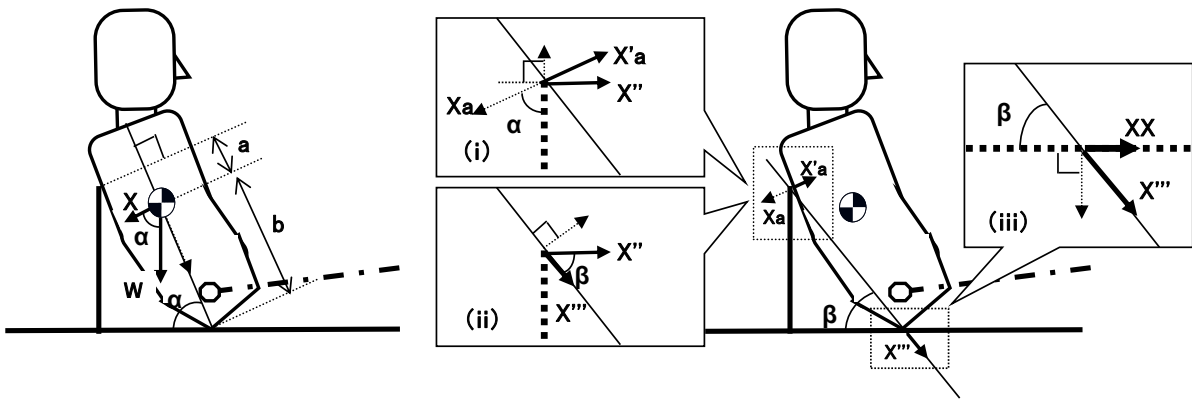 a
X
α
b
W
α
X'a
X''
Xa
α
(i)
X''
β
X'''
(ii)
X'a
Xa
β
X'''
β
XX
X'''
(iii)